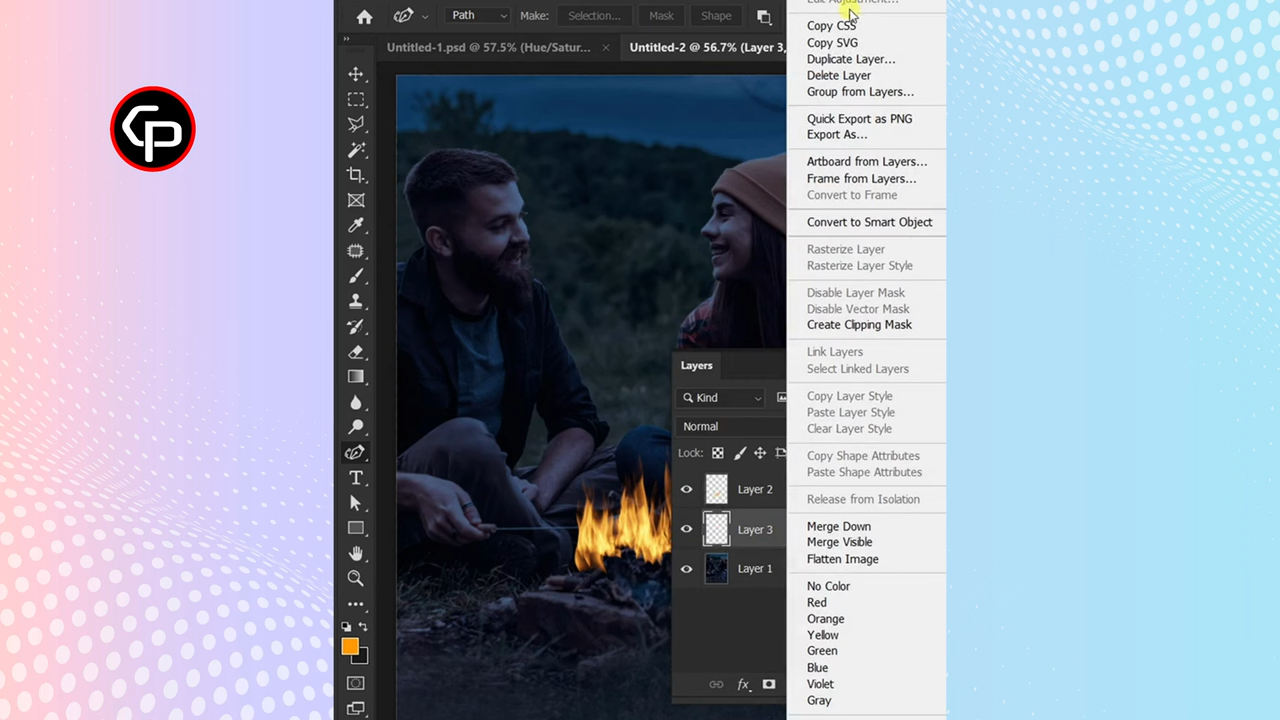 Path
Make:
Selection...
Mask
Shape
Untitled-1.psd @ 57.5% (Hue/Satur...
Untitled-2 @ 56.7% (Layer 3,
CP
Edit Adjustment...
Copy CSS
Copy SVG
Duplicate Layer...
Delete Layer
Group from Layers...
Quick Export as PNG
Export As...
Artboard from Layers...
Frame from Layers...
Convert to Frame
Convert to Smart Object
Rasterize Layer
Rasterize Layer Style
Disable Layer Mask
Disable Vector Mask
Create Clipping Mask
Link Layers
Select Linked Layers
Copy Layer Style
Paste Layer Style
Clear Layer Style
Copy Shape Attributes
Paste Shape Attributes
Release from Isolation
Merge Down
Merge Visible
Flatten Image
No Color
Red
Orange
Yellow
Green
Blue
Violet
Gray
Layers
Kind
Normal
Lock:
Layer 2
Layer 3
Layer 1
fx